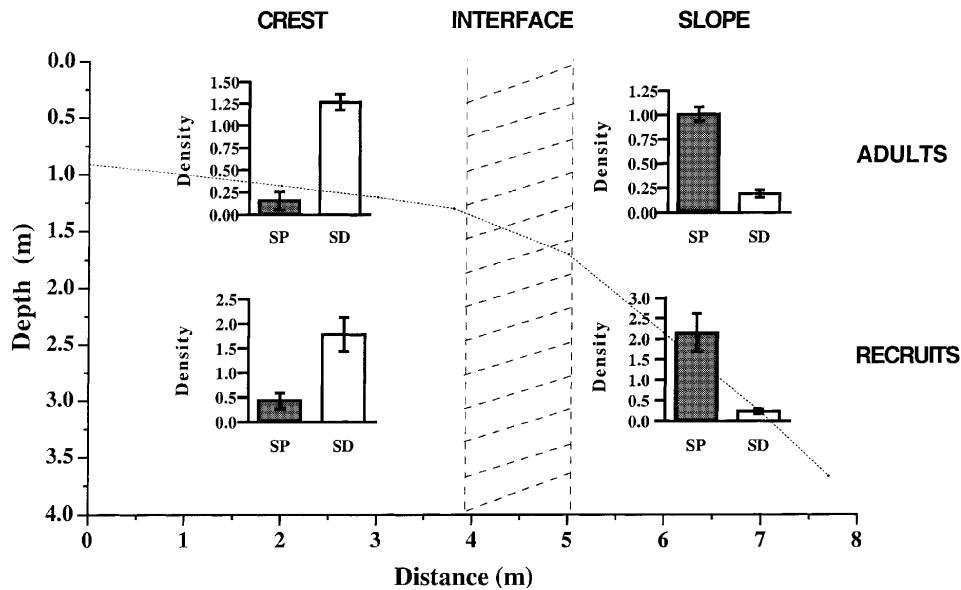 CREST INTERFACE SLOPE
0.0
0.5
1.0
1.5
2.0
2.5
3.0
3.5
4.0
Depth (m)
1.50
1.25
1.00
0.75
0.50
0.25
0.00
Density
SP SD
1.25
1.00
0.75
0.50
0.25
0.00
Density
SP SD
ADULTS
2.5
2.0
1.5
1.0
0.5
0.0
Density
SP SD
3.0
2.5
2.0
1.5
1.0
0.5
0.0
Density
SP SD
RECRUITS
0 1 2 3 4 5 6 7 8
Distance (m)